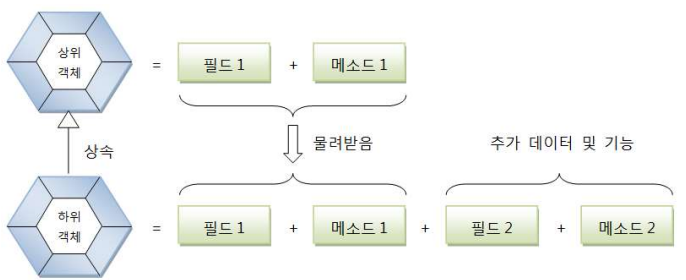 상위
객체
= 필드 1 + 메소드 1
상속
물려받음
추가 데이터 및 기능
하위
객체
= 필드 1 + 메소드 1 + 필드 2 + 메소드 2